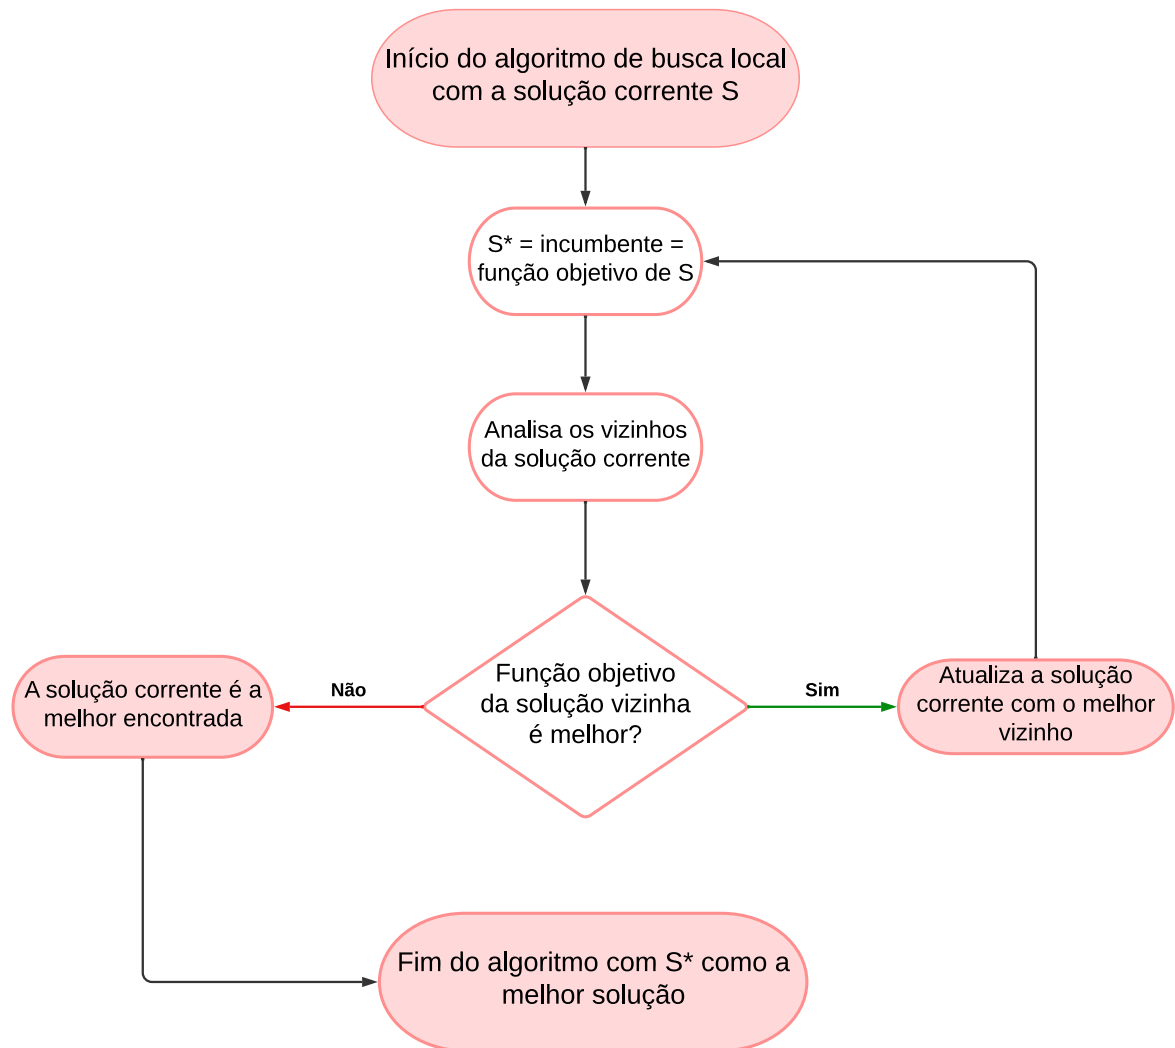 Início do algoritmo de busca local
com a solução corrente S
S* = incumbente =
função objetivo de S
Analisa os vizinhos
da solução corrente
Função objetivo
da solução vizinha
é melhor?
Não
Sim
A solução corrente é a
melhor encontrada
Atualiza a solução
corrente com o melhor
vizinho
Fim do algoritmo com S* como a
melhor solução